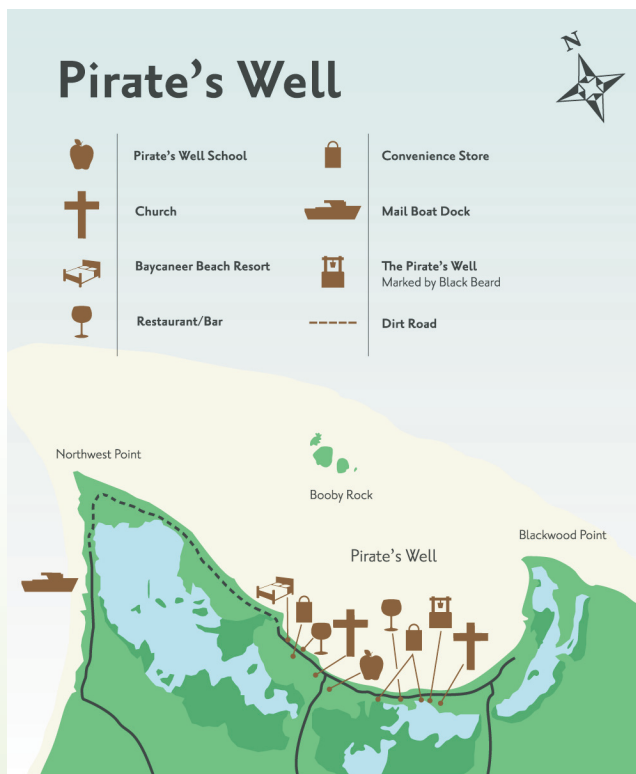 Pirate's Well
N
Pirate's Well School
Church
Baycaneer Beach Resort
Restaurant/Bar
Convenience Store
Mail Boat Dock
The Pirate's Well
Marked by Black Beard
Dirt Road
Northwest Point
Booby Rock
Blackwood Point
Pirate's Well